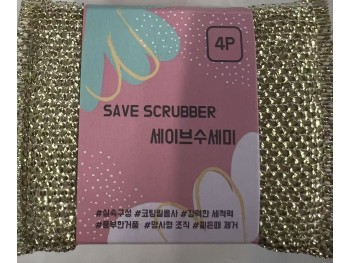 4P
SAVE SCRUBBER
세이브수세미
#실속구성 #코팅필름사 #강력한 세척력
#풍부한거품 #망사형 조직 #찌든때 제거